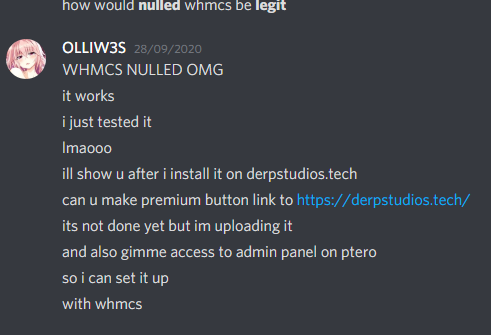 how would nulled whmcs be legit
OLLIW3S 28/09/2020
WHMCS NULLED OMG
it works
i just tested it
lmaooo
ill show u after i install it on derpstudios.tech
can u make premium button link to https://derpstudios.tech/
its not done yet but im uploading it
and also gimme access to admin panel on ptero
so i can set it up
with whmcs